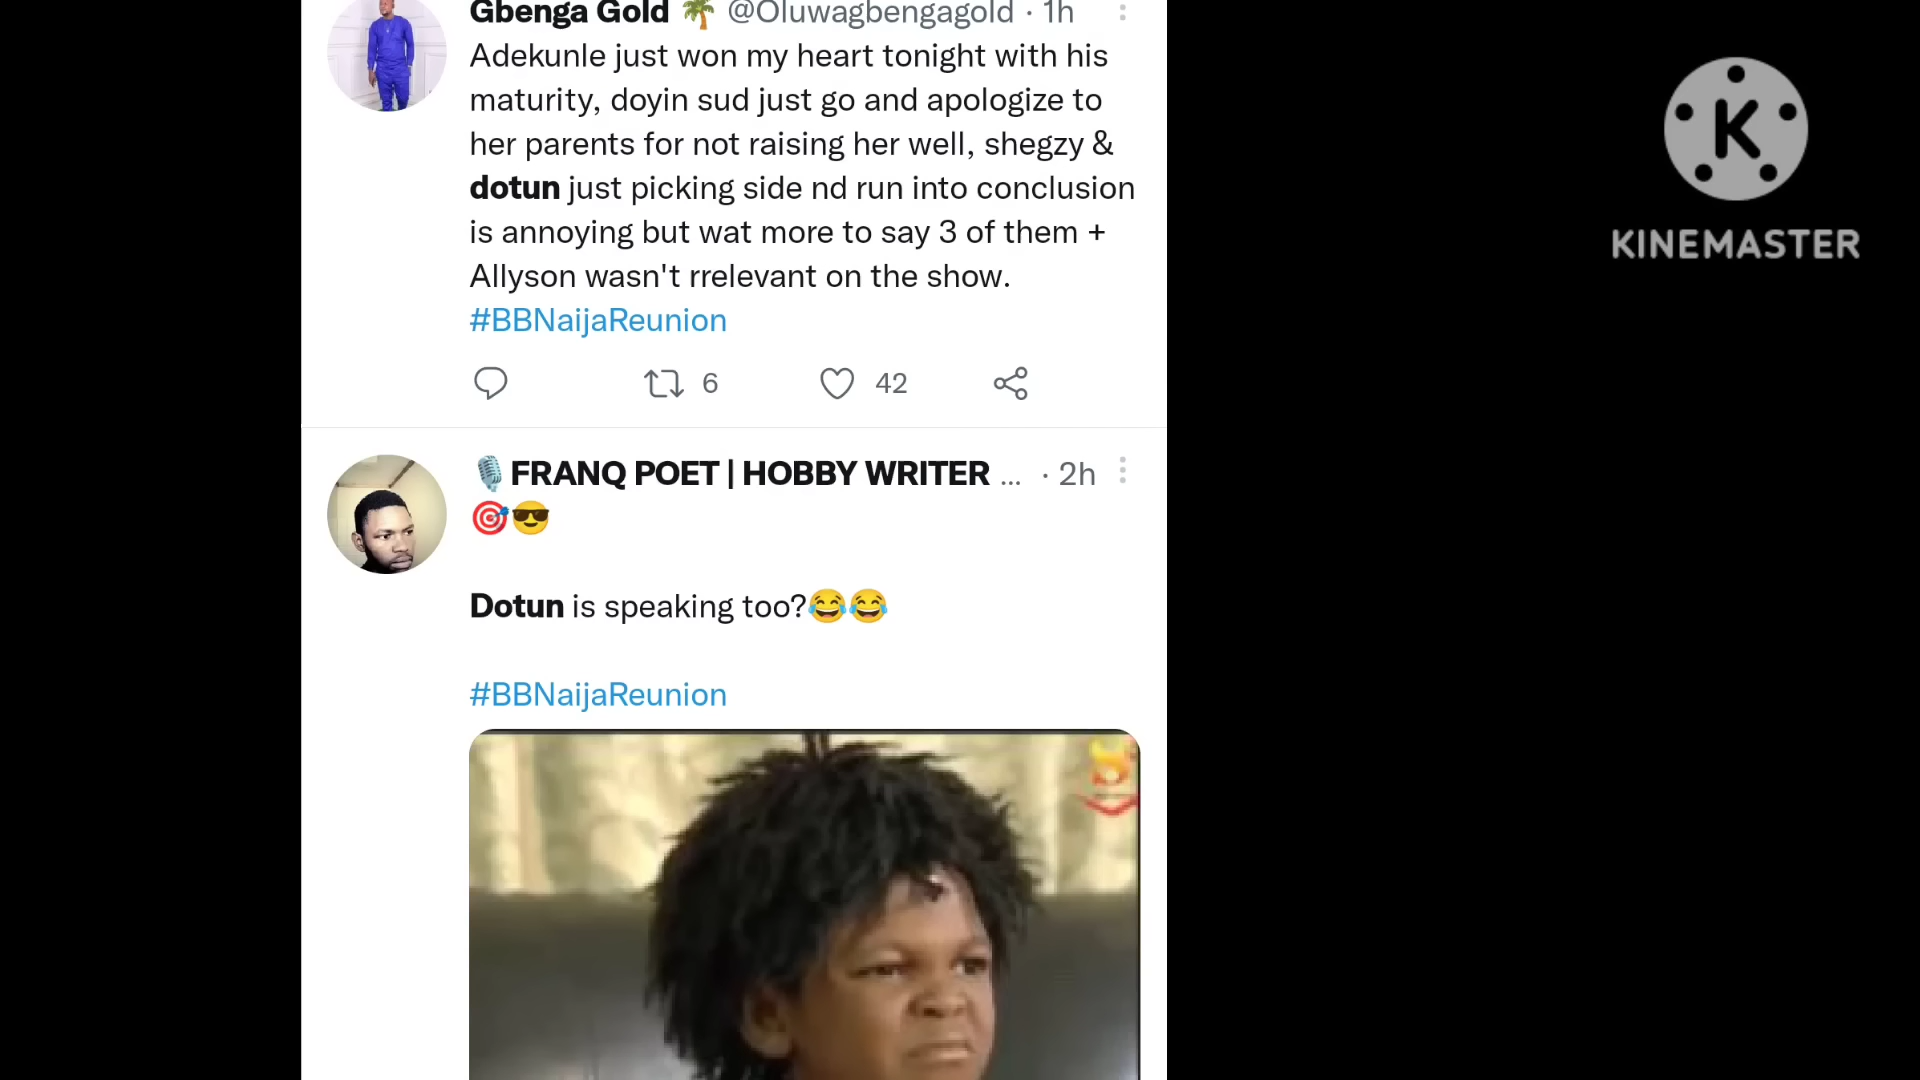 Gbenga Gold 🌴 @Oluwagbengagold · 1h
Adekunle just won my heart tonight with his
maturity, doyin sud just go and apologize to
her parents for not raising her well, shegzy &
dotun just picking side nd run into conclusion
is annoying but wat more to say 3 of them +
Allyson wasn't rrelevant on the show.
#BBNaijaReunion
6 42
🎙️FRANQ POET | HOBBY WRITER ... · 2h
🎯😎
Dotun is speaking too?😂😂
#BBNaijaReunion
K
KINEMASTER